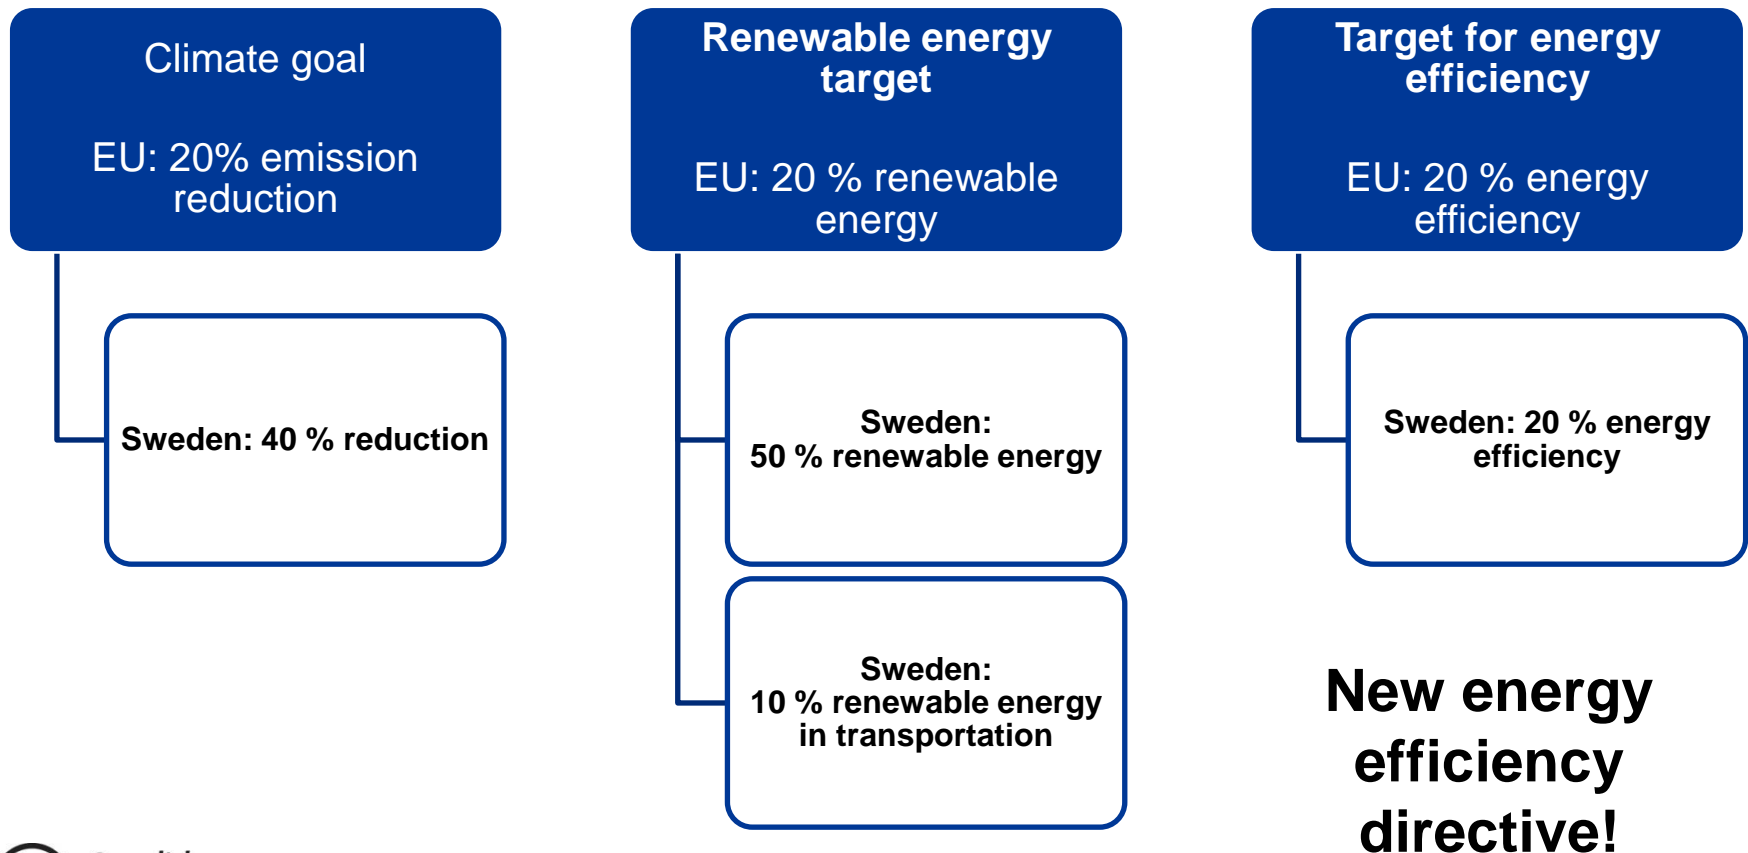 Climate goal
EU: 20% emission
reduction
Sweden: 40 % reduction
Renewable energy
target
EU: 20 % renewable
energy
Sweden:
50 % renewable energy
Sweden:
10 % renewable energy
in transportation
Target for energy
efficiency
EU: 20 % energy
efficiency
Sweden: 20 % energy
efficiency
New energy
efficiency
directive!